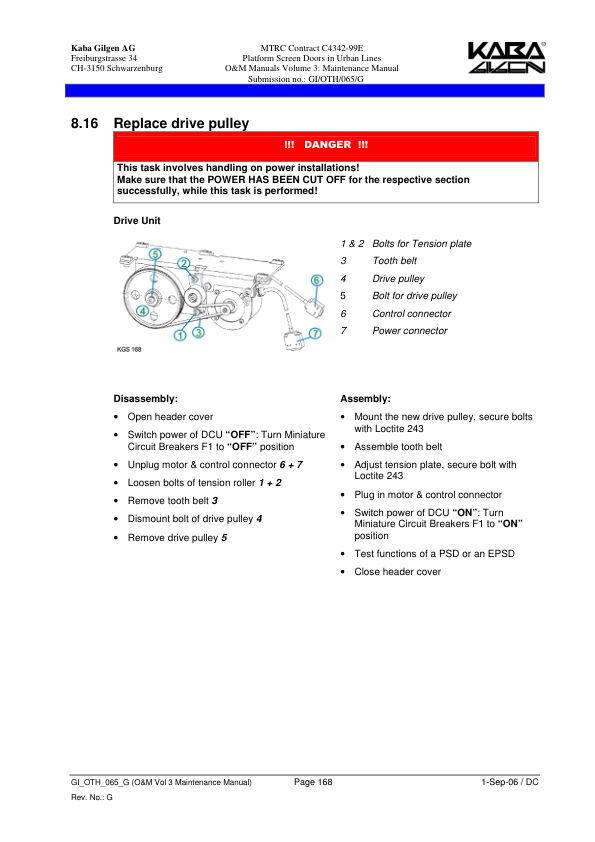 Kaba Gilgen AG
Freiburgstrasse 34
CH-3150 Schwarzenburg
MTRC Contract C4342-99E
Platform Screen Doors in Urban Lines
O&M Manuals Volume 3: Maintenance Manual
Submission no.: GI/OTH/065/G
KABA®
GILGEN
8.16 Replace drive pulley
!!! DANGER !!!
This task involves handling on power installations!
Make sure that the POWER HAS BEEN CUT OFF for the respective section
successfully, while this task is performed!
Drive Unit
5
2
6
4
1
3
7
KGS 168
1 & 2 Bolts for Tension plate
3 Tooth belt
4 Drive pulley
5 Bolt for drive pulley
6 Control connector
7 Power connector
Disassembly:
• Open header cover
• Switch power of DCU “OFF”: Turn Miniature
Circuit Breakers F1 to “OFF” position
• Unplug motor & control connector 6 + 7
• Loosen bolts of tension roller 1 + 2
• Remove tooth belt 3
• Dismount bolt of drive pulley 4
• Remove drive pulley 5
Assembly:
• Mount the new drive pulley, secure bolts
with Loctite 243
• Assemble tooth belt
• Adjust tension plate, secure bolt with
Loctite 243
• Plug in motor & control connector
• Switch power of DCU “ON”: Turn
Miniature Circuit Breakers F1 to “ON”
position
• Test functions of a PSD or an EPSD
• Close header cover
GI_OTH_065_G (O&M Vol 3 Maintenance Manual) Page 168 1-Sep-06 / DC
Rev. No.: G